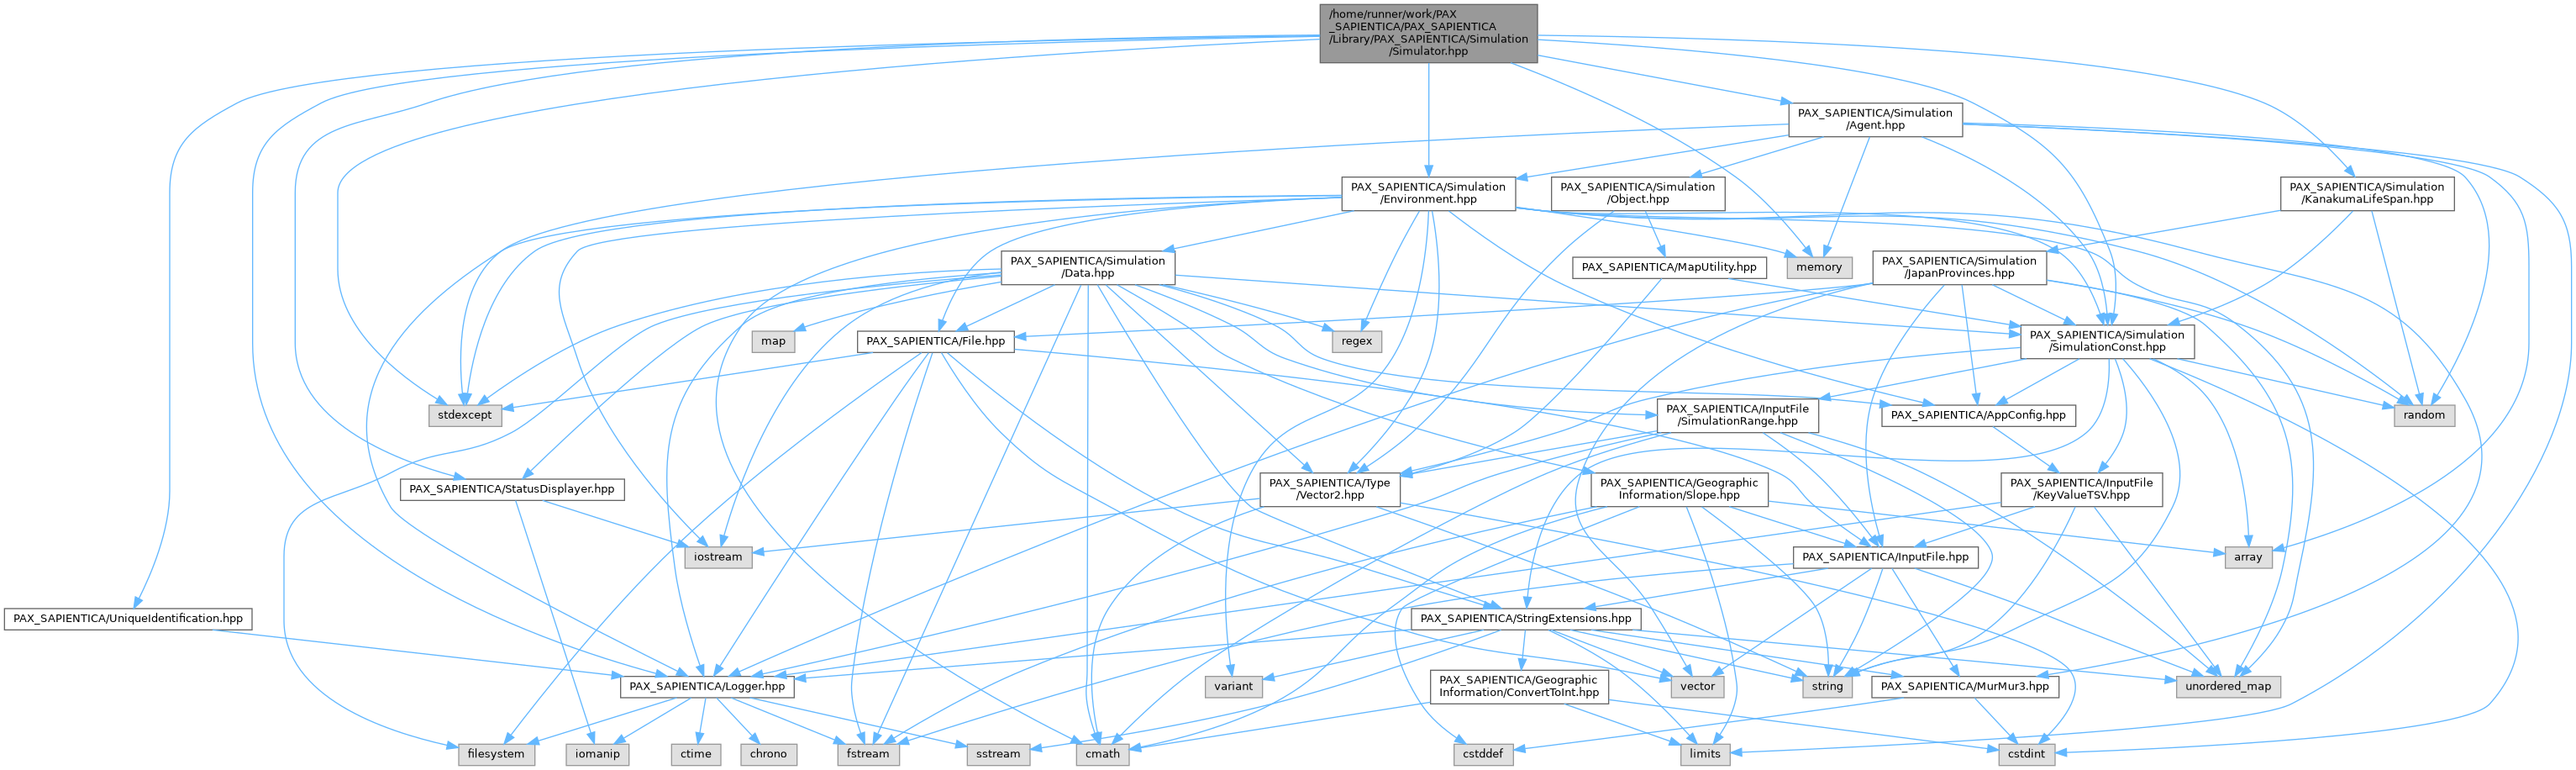 /home/runner/work/PAX
_SAPIENTICA/PAX_SAPIENTICA
/Library/PAX_SAPIENTICA/Simulation
/Simulator.hpp
PAX_SAPIENTICA/Simulation
/Agent.hpp
PAX_SAPIENTICA/Simulation
/Environment.hpp
PAX_SAPIENTICA/Simulation
/Object.hpp
PAX_SAPIENTICA/Simulation
/KanakumaLifeSpan.hpp
PAX_SAPIENTICA/Simulation
/Data.hpp
PAX_SAPIENTICA/MapUtility.hpp
memory
PAX_SAPIENTICA/Simulation
/JapanProvinces.hpp
map
PAX_SAPIENTICA/File.hpp
regex
PAX_SAPIENTICA/Simulation
/SimulationConst.hpp
stdexcept
PAX_SAPIENTICA/InputFile
/SimulationRange.hpp
PAX_SAPIENTICA/AppConfig.hpp
random
PAX_SAPIENTICA/StatusDisplayer.hpp
PAX_SAPIENTICA/Type
/Vector2.hpp
PAX_SAPIENTICA/Geographic
Information/Slope.hpp
PAX_SAPIENTICA/InputFile
/KeyValueTSV.hpp
iostream
PAX_SAPIENTICA/InputFile.hpp
array
PAX_SAPIENTICA/UniqueIdentification.hpp
PAX_SAPIENTICA/StringExtensions.hpp
PAX_SAPIENTICA/Logger.hpp
variant
PAX_SAPIENTICA/Geographic
Information/ConvertToInt.hpp
vector
string
PAX_SAPIENTICA/MurMur3.hpp
unordered_map
filesystem
iomanip
ctime
chrono
fstream
sstream
cmath
cstddef
limits
cstdint